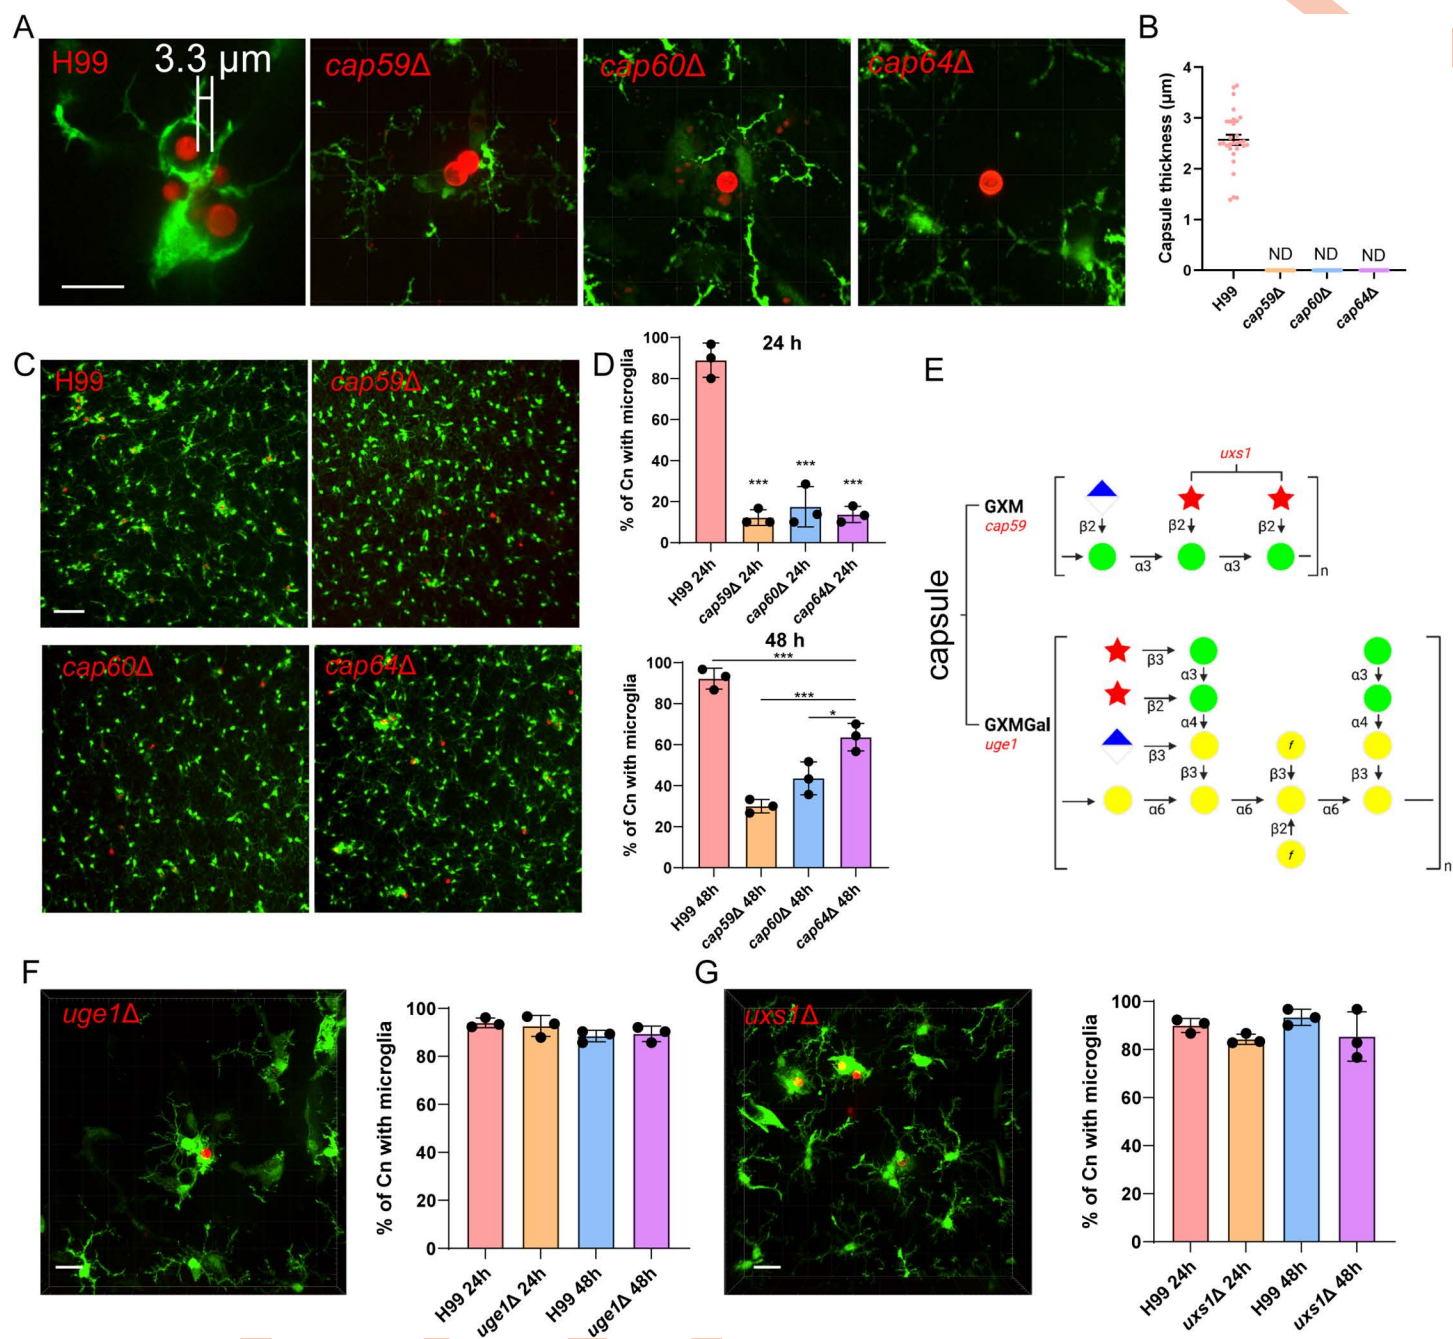 A
H99
3.3 μm
cap59Δ
cap60Δ
cap64Δ
B
Capsule thickness (μm)
4
3
2
1
0
ND
ND
ND
H99
cap59Δ
cap60Δ
cap64Δ
C
H99
cap59Δ
cap60Δ
cap64Δ
D
24 h
% of Cn with microglia
100
80
60
40
20
0
***
***
***
H99 24h
cap59Δ 24h
cap60Δ 24h
cap64Δ 24h
48 h
% of Cn with microglia
100
80
60
40
20
0
***
***
*
H99 48h
cap59Δ 48h
cap60Δ 48h
cap64Δ 48h
E
capsule
GXM
cap59
uxs1
β2
β2
β2
α3
α3
n
GXMGal
uge1
β3
α3
α3
β2
α4
α4
β3
f
β3
β3
β3
α6
α6
α6
β2
f
n
F
uge1Δ
% of Cn with microglia
100
80
60
40
20
0
H99 24h
uge1Δ 24h
H99 48h
uge1Δ 48h
G
uxs1Δ
% of Cn with microglia
100
80
60
40
20
0
H99 24h
uxs1Δ 24h
H99 48h
uxs1Δ 48h